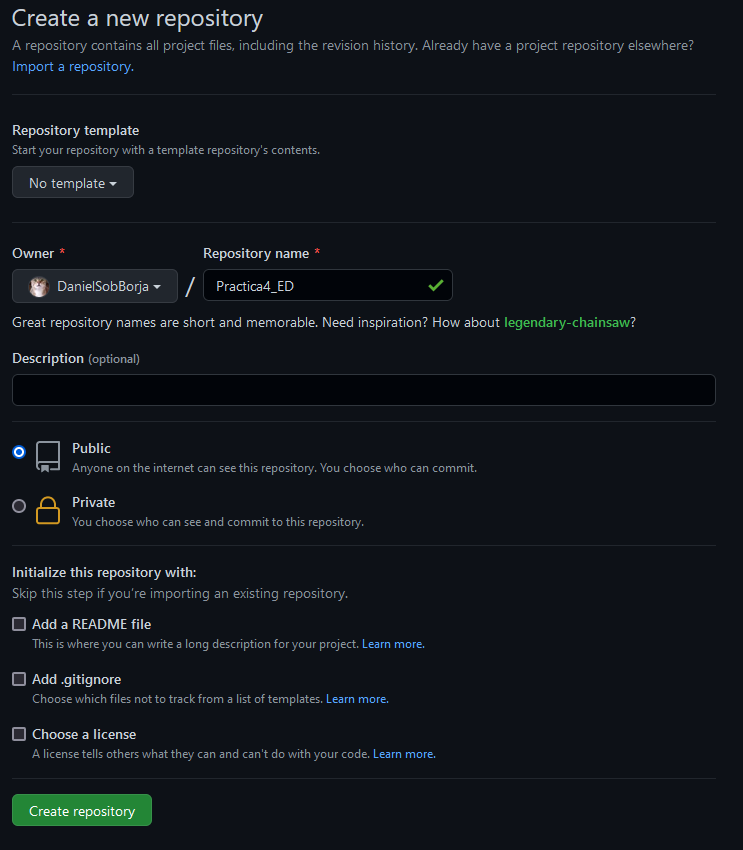 Create a new repository
A repository contains all project files, including the revision history. Already have a project repository elsewhere?
Import a repository.
Repository template
Start your repository with a template repository's contents.
No template
Owner * Repository name *
DanielSobBorja / Practica4_ED
Great repository names are short and memorable. Need inspiration? How about legendary-chainsaw?
Description (optional)
Public
Anyone on the internet can see this repository. You choose who can commit.
Private
You choose who can see and commit to this repository.
Initialize this repository with:
Skip this step if you're importing an existing repository.
Add a README file
This is where you can write a long description for your project. Learn more.
Add .gitignore
Choose which files not to track from a list of templates. Learn more.
Choose a license
A license tells others what they can and can't do with your code. Learn more.
Create repository